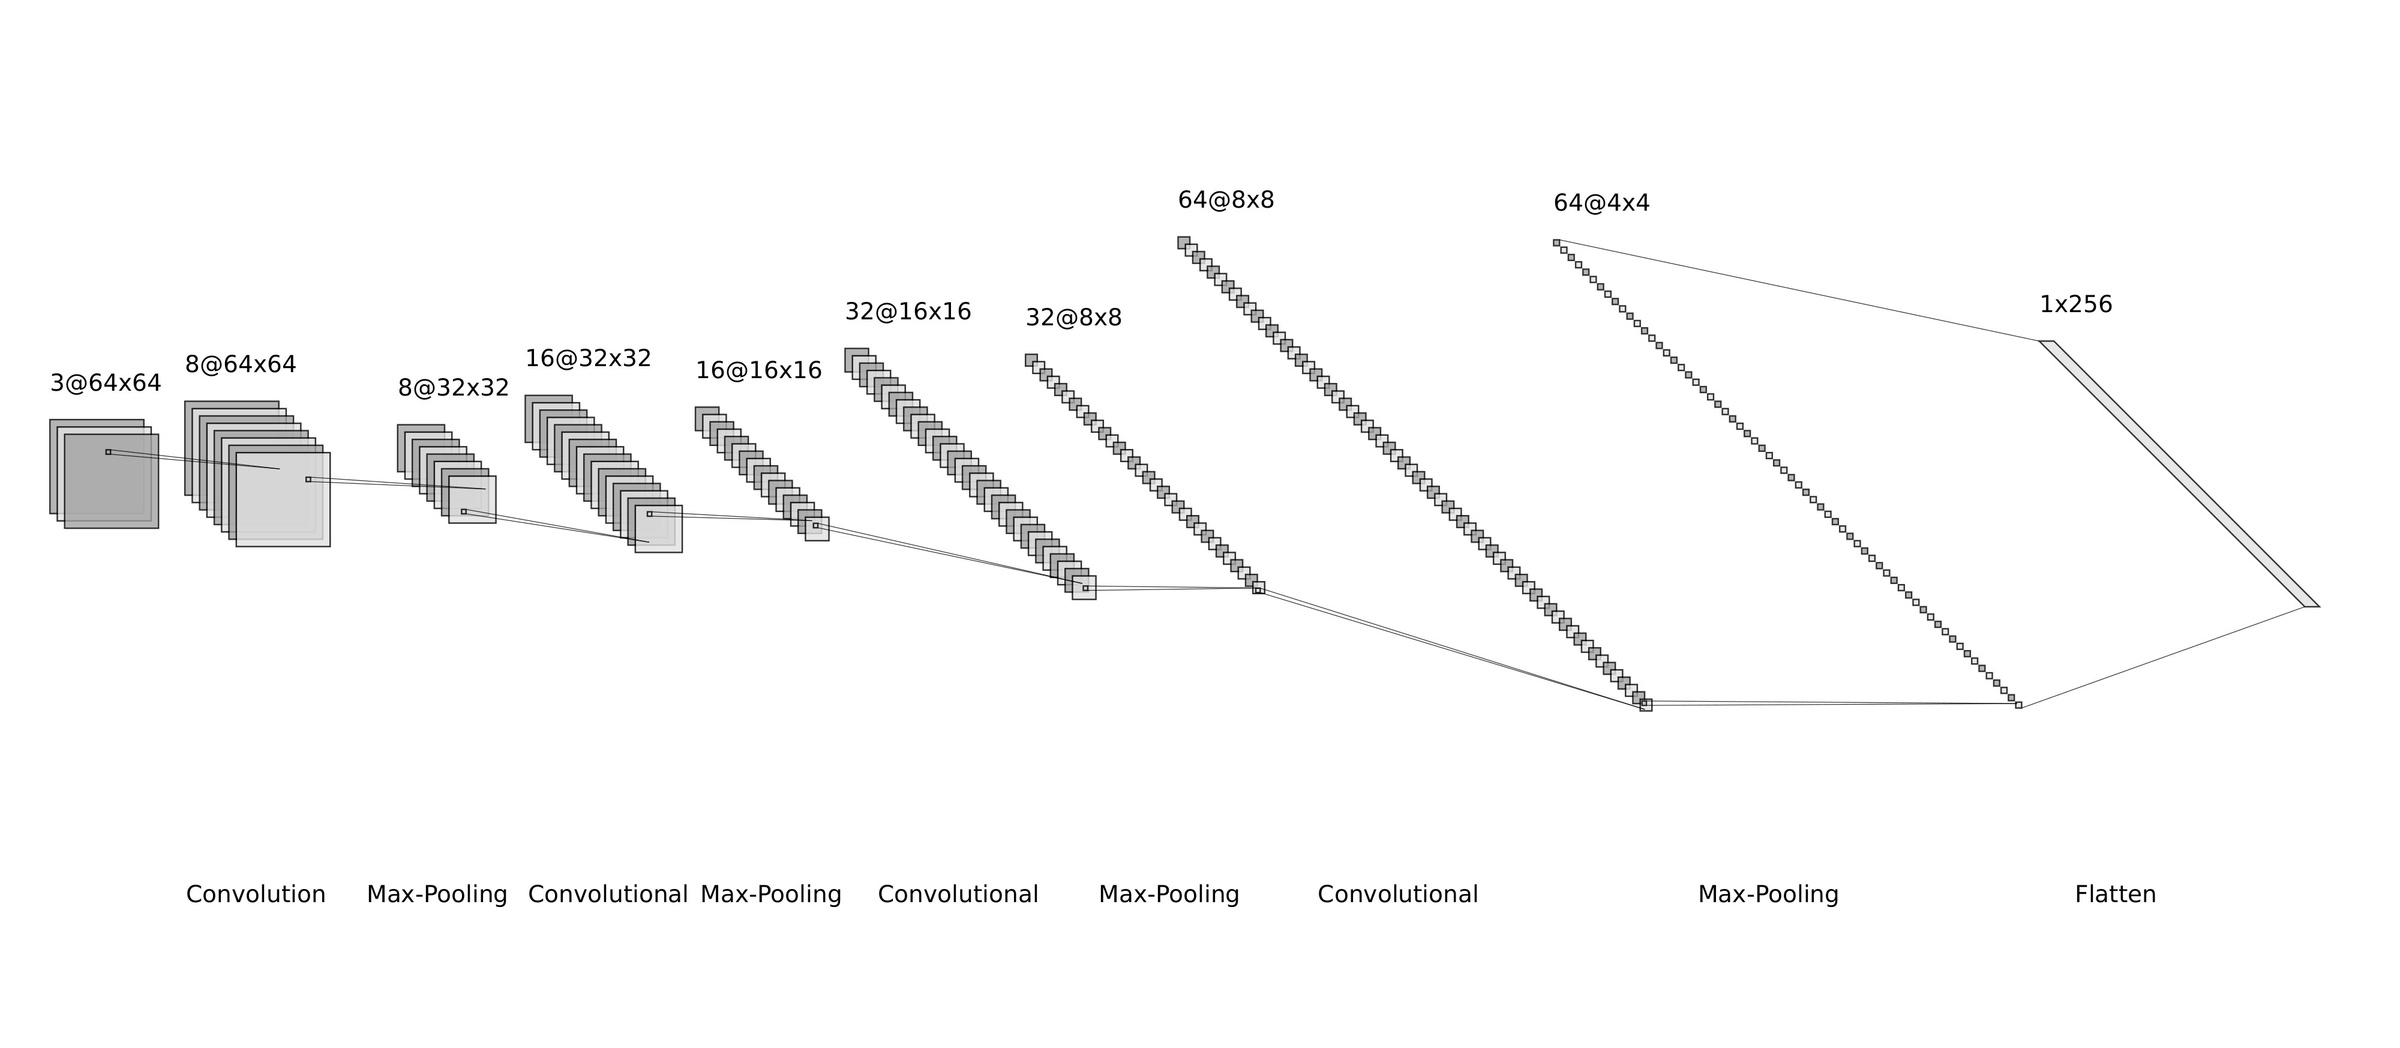 3@64x64
8@64x64
8@32x32
16@32x32
16@16x16
32@16x16
32@8x8
64@8x8
64@4x4
1x256
Convolution
Max-Pooling
Convolutional
Max-Pooling
Convolutional
Max-Pooling
Convolutional
Max-Pooling
Flatten